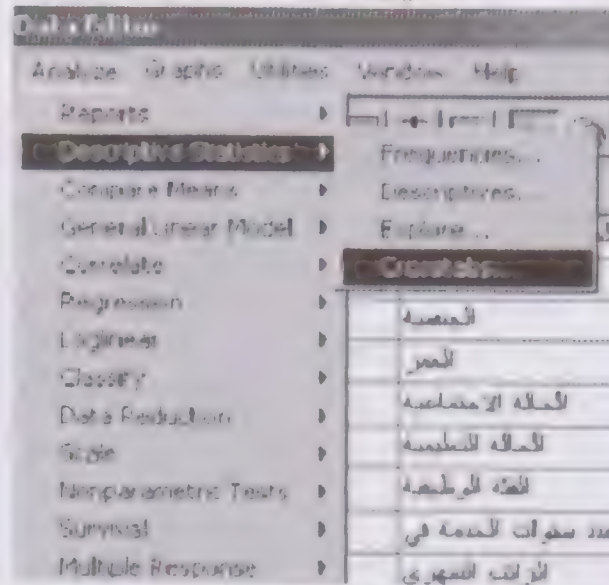 Data Editor
Analyze Graphs Utilities Window Help
Reports
Descriptive Statistics
Compare Means
General Linear Model
Correlate
Regression
Loglinear
Classify
Data Reduction
Scale
Nonparametric Tests
Survival
Multiple Response
Frequencies...
Descriptives...
Explore...
Crosstabs...
الجنسية
العمر
الحالة الاجتماعية
الحالة التعليمية
الفئة الوظيفية
عدد سنوات الخدمة في
الراتب الشهري